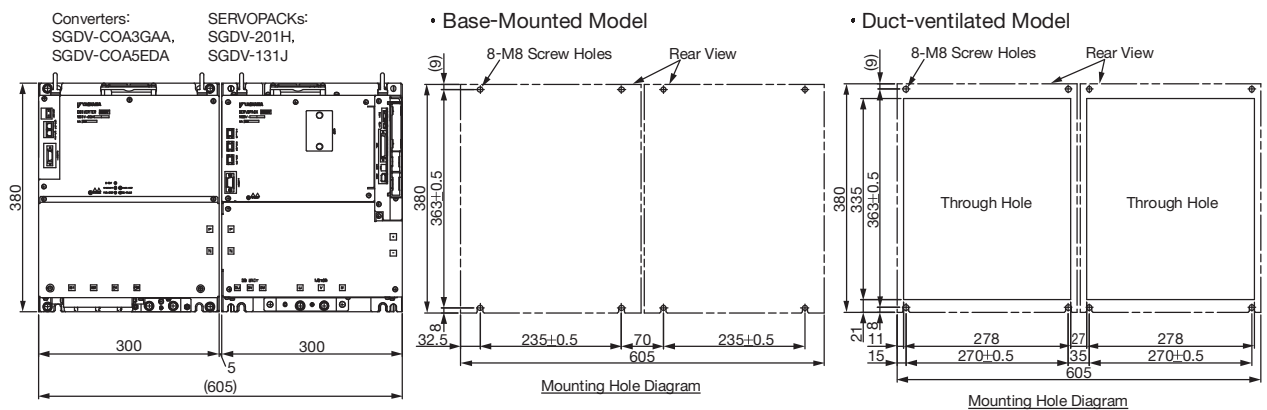 Converters:
SGDV-COA3GAA,
SGDV-COA5EDA
SERVOPACKs:
SGDV-201H,
SGDV-131J
YASKAWA
YASKAWA
380
300
300
5
(605)
• Base-Mounted Model
8-M8 Screw Holes
Rear View
(9)
380
363±0.5
8
32.5
235±0.5
70
235±0.5
605
Mounting Hole Diagram
• Duct-ventilated Model
8-M8 Screw Holes
Rear View
(9)
380
335
363±0.5
Through Hole
Through Hole
21
8
11
278
27
278
15
270±0.5
35
270±0.5
605
Mounting Hole Diagram